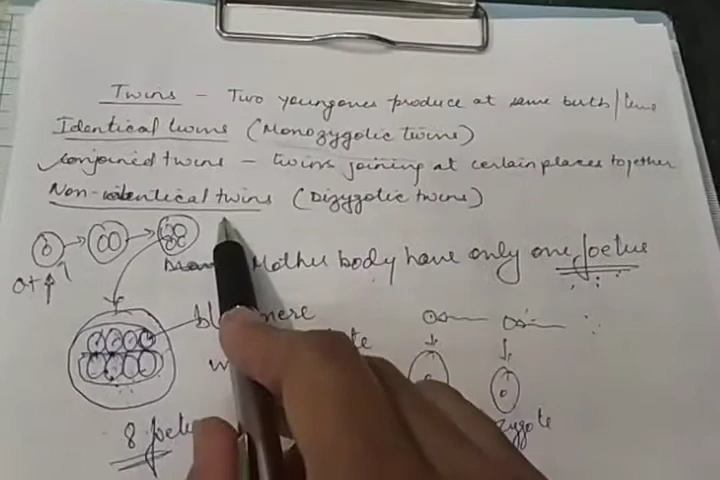 Twins - Two youngones produce at same birth/time
Identical twins (Monozygotic twins)
conjoined twins - twins joining at certain places together
Non-identical twins (Dizygotic twins)
Mother body have only one foetus
8 foetu
zygote